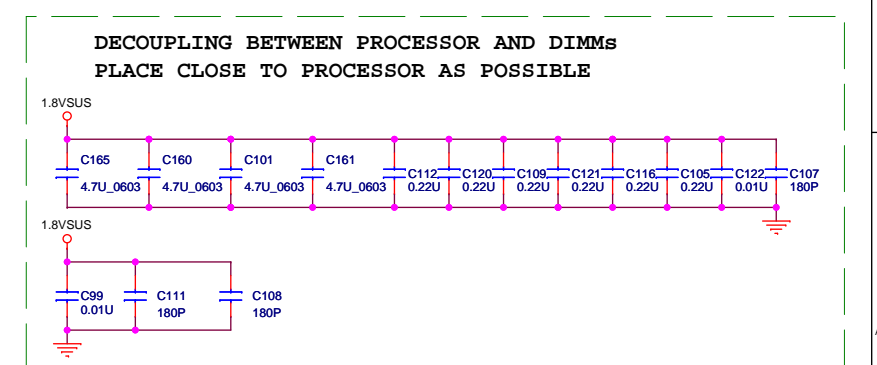 DECOUPLING BETWEEN PROCESSOR AND DIMMs
PLACE CLOSE TO PROCESSOR AS POSSIBLE
1.8VSUS
C165 C160 C101 C161 C112 C120 C109 C121 C116 C105 C122 C107
4.7U_0603 4.7U_0603 4.7U_0603 4.7U_0603 0.22U 0.22U 0.22U 0.22U 0.22U 0.22U 0.01U 180P
1.8VSUS
C99 C111 C108
0.01U 180P 180P